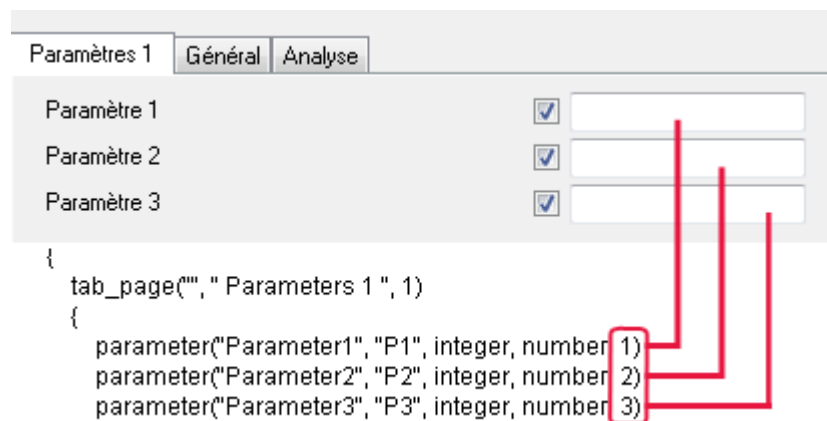 Paramètres 1 Général Analyse
Paramètre 1
Paramètre 2
Paramètre 3
{
tab_page("", " Parameters 1 ", 1)
{
parameter("Parameter1", "P1", integer, number 1)
parameter("Parameter2", "P2", integer, number 2)
parameter("Parameter3", "P3", integer, number 3)